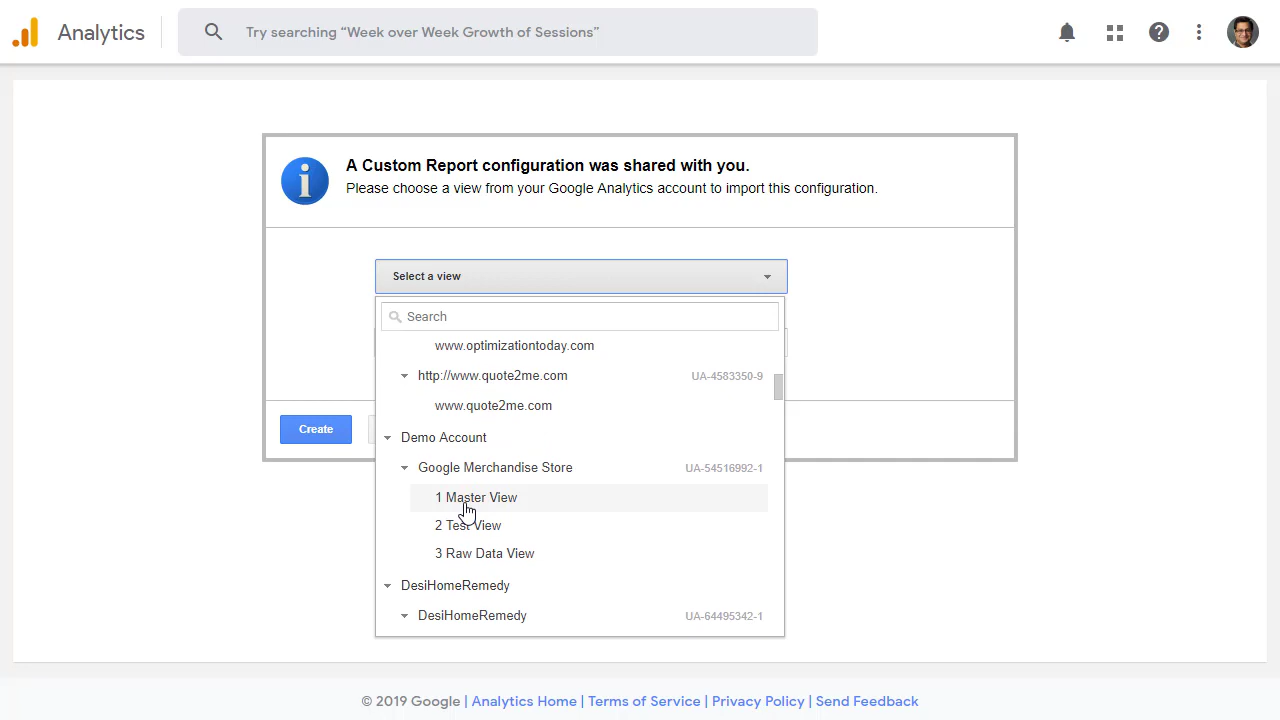 Analytics
Try searching “Week over Week Growth of Sessions”
A Custom Report configuration was shared with you.
Please choose a view from your Google Analytics account to import this configuration.
Select a view
Search
www.optimizationtoday.com
http://www.quote2me.com UA-4583350-9
www.quote2me.com
Create
Demo Account
Google Merchandise Store UA-54516992-1
1 Master View
2 Test View
3 Raw Data View
DesiHomeRemedy
DesiHomeRemedy UA-64495342-1
© 2019 Google | Analytics Home | Terms of Service | Privacy Policy | Send Feedback